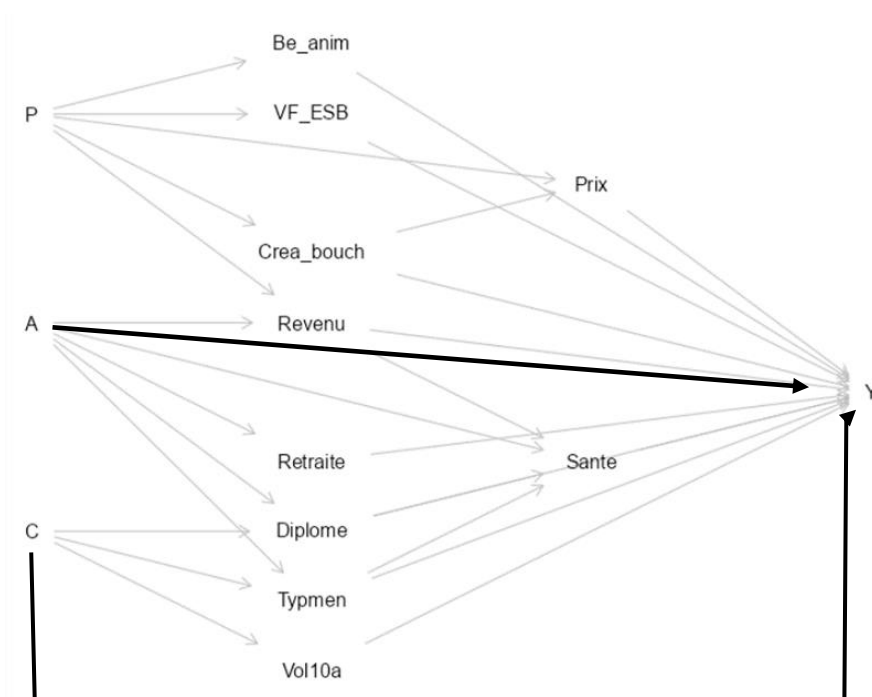 Be_anim
P
VF_ESB
Prix
Crea_bouch
A
Revenu
Y
Retraite
Sante
C
Diplome
Typmen
Vol10a